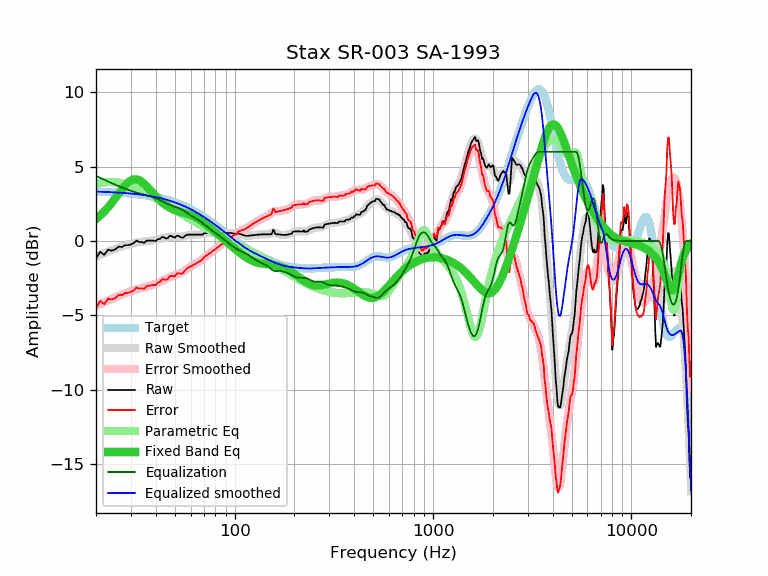 Stax SR-003 SA-1993
10
5
0
−5
−10
−15
Amplitude (dBr)
Target
Raw Smoothed
Error Smoothed
Raw
Error
Parametric Eq
Fixed Band Eq
Equalization
Equalized smoothed
100 1000 10000
Frequency (Hz)